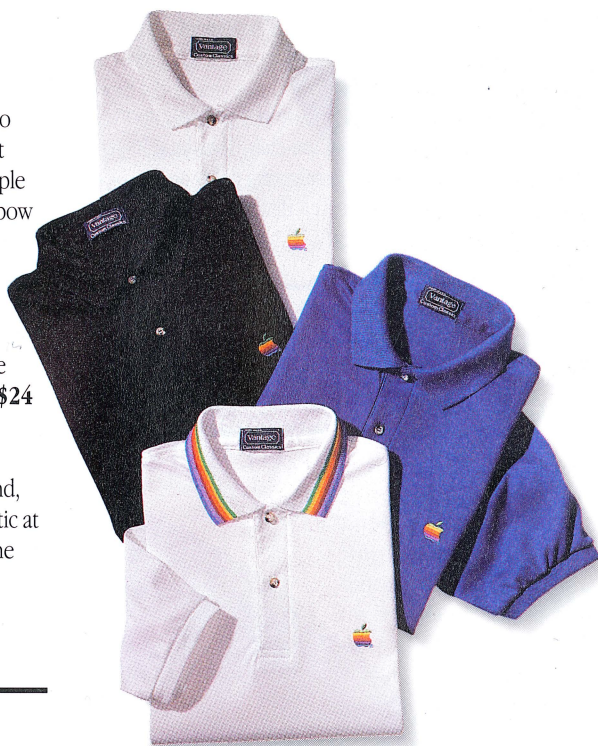 o
t
ple
bow
e
$24
nd,
tic at
ne
Vantage
Custom Classics
Vantage
Custom Classics
Vantage
Custom Classics
Vantage
Custom Classics